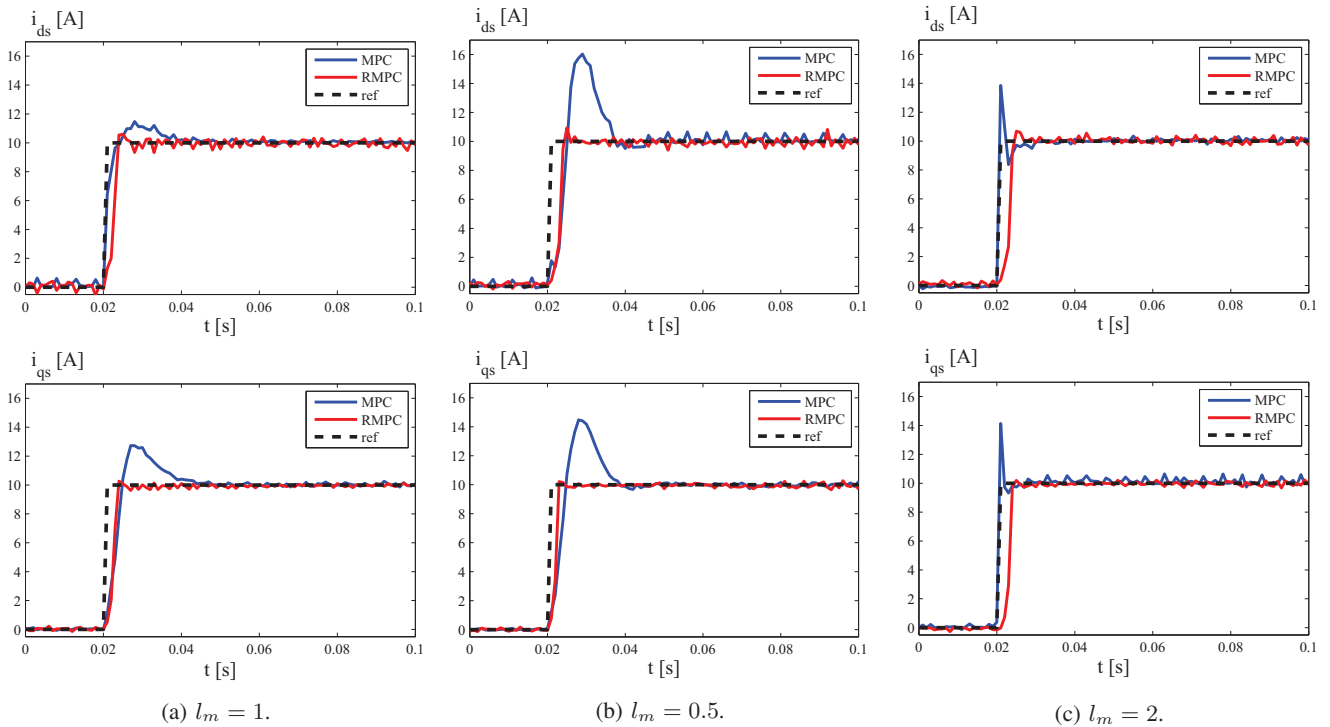 i_ds [A]
16
14
12
10
8
6
4
2
0
MPC
RMPC
ref
0 0.02 0.04 0.06 0.08 0.1
t [s]
i_ds [A]
16
14
12
10
8
6
4
2
0
MPC
RMPC
ref
0 0.02 0.04 0.06 0.08 0.1
t [s]
i_ds [A]
16
14
12
10
8
6
4
2
0
MPC
RMPC
ref
0 0.02 0.04 0.06 0.08 0.1
t [s]
i_qs [A]
16
14
12
10
8
6
4
2
0
MPC
RMPC
ref
0 0.02 0.04 0.06 0.08 0.1
t [s]
(a) l_m = 1.
i_qs [A]
16
14
12
10
8
6
4
2
0
MPC
RMPC
ref
0 0.02 0.04 0.06 0.08 0.1
t [s]
(b) l_m = 0.5.
i_qs [A]
16
14
12
10
8
6
4
2
0
MPC
RMPC
ref
0 0.02 0.04 0.06 0.08 0.1
t [s]
(c) l_m = 2.